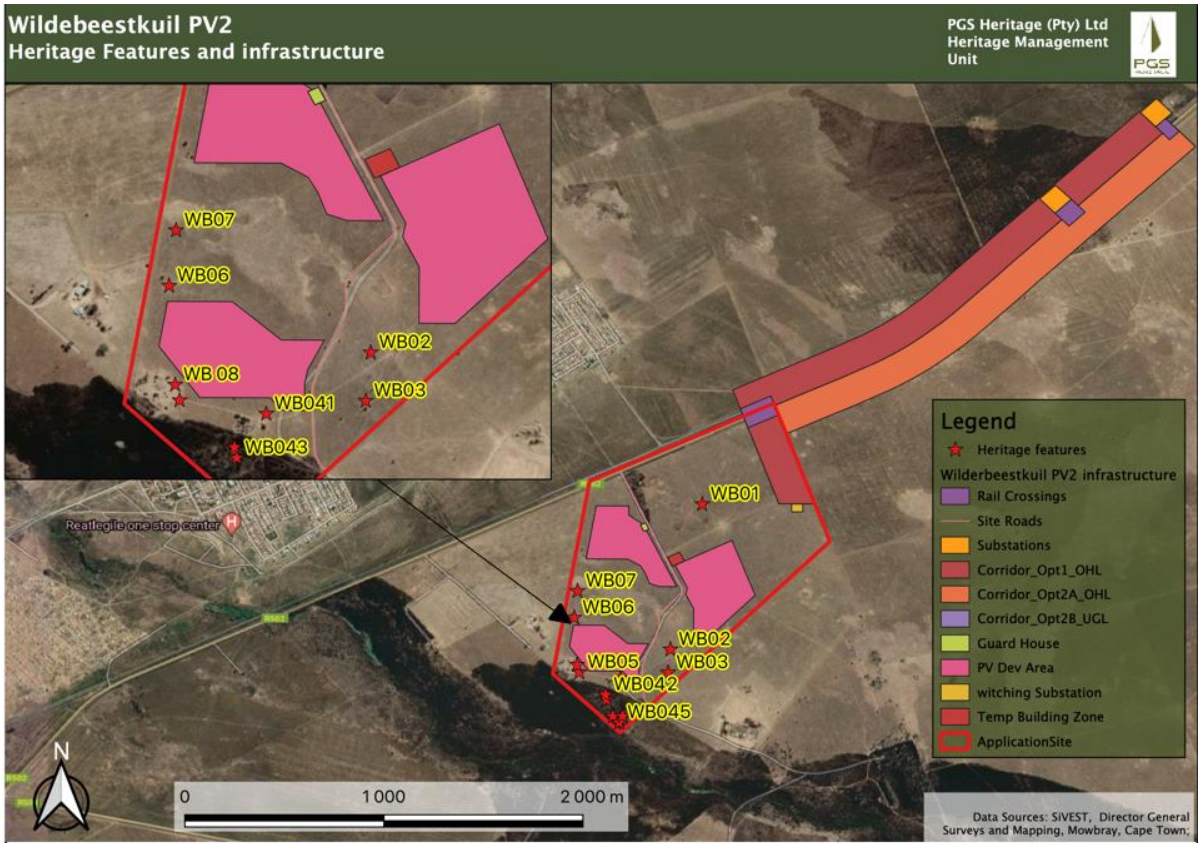 Wildebeestkuil PV2
Heritage Features and infrastructure
PGS Heritage (Pty) Ltd
Heritage Management
Unit
PGS
WB07
WB06
WB02
WB 08
WB03
WB041
WB043
WB01
Reatlegile one stop center
H
R502
WB07
WB06
WB02
WB05
WB03
WB042
WB045
Legend
Heritage features
Wilderbeestkuil PV2 infrastructure
Rail Crossings
Site Roads
Substations
Corridor_Opt1_OHL
Corridor_Opt2A_OHL
Corridor_Opt2B_UGL
Guard House
PV Dev Area
witching Substation
Temp Building Zone
ApplicationSite
N
R502
0 1 000 2 000 m
Data Sources: SiVEST, Director General
Surveys and Mapping, Mowbray, Cape Town;